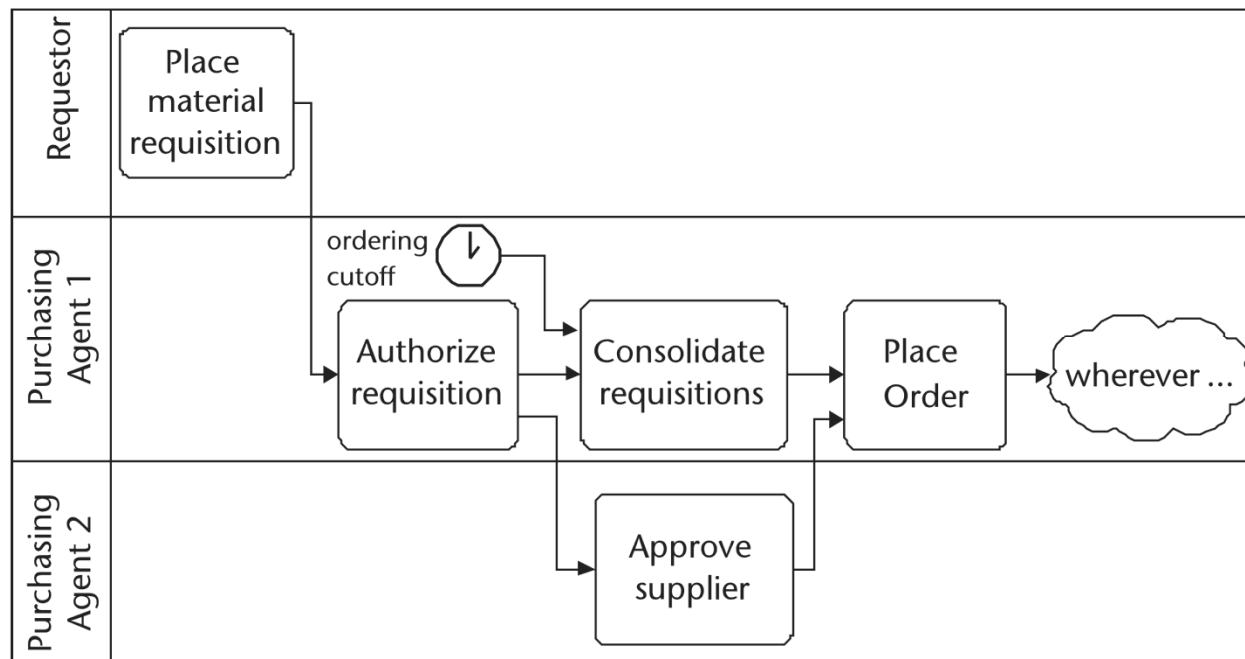 Requestor
Place
material
requisition
Purchasing
Agent 1
ordering
cutoff
Authorize
requisition
Consolidate
requisitions
Place
Order
wherever ...
Purchasing
Agent 2
Approve
supplier